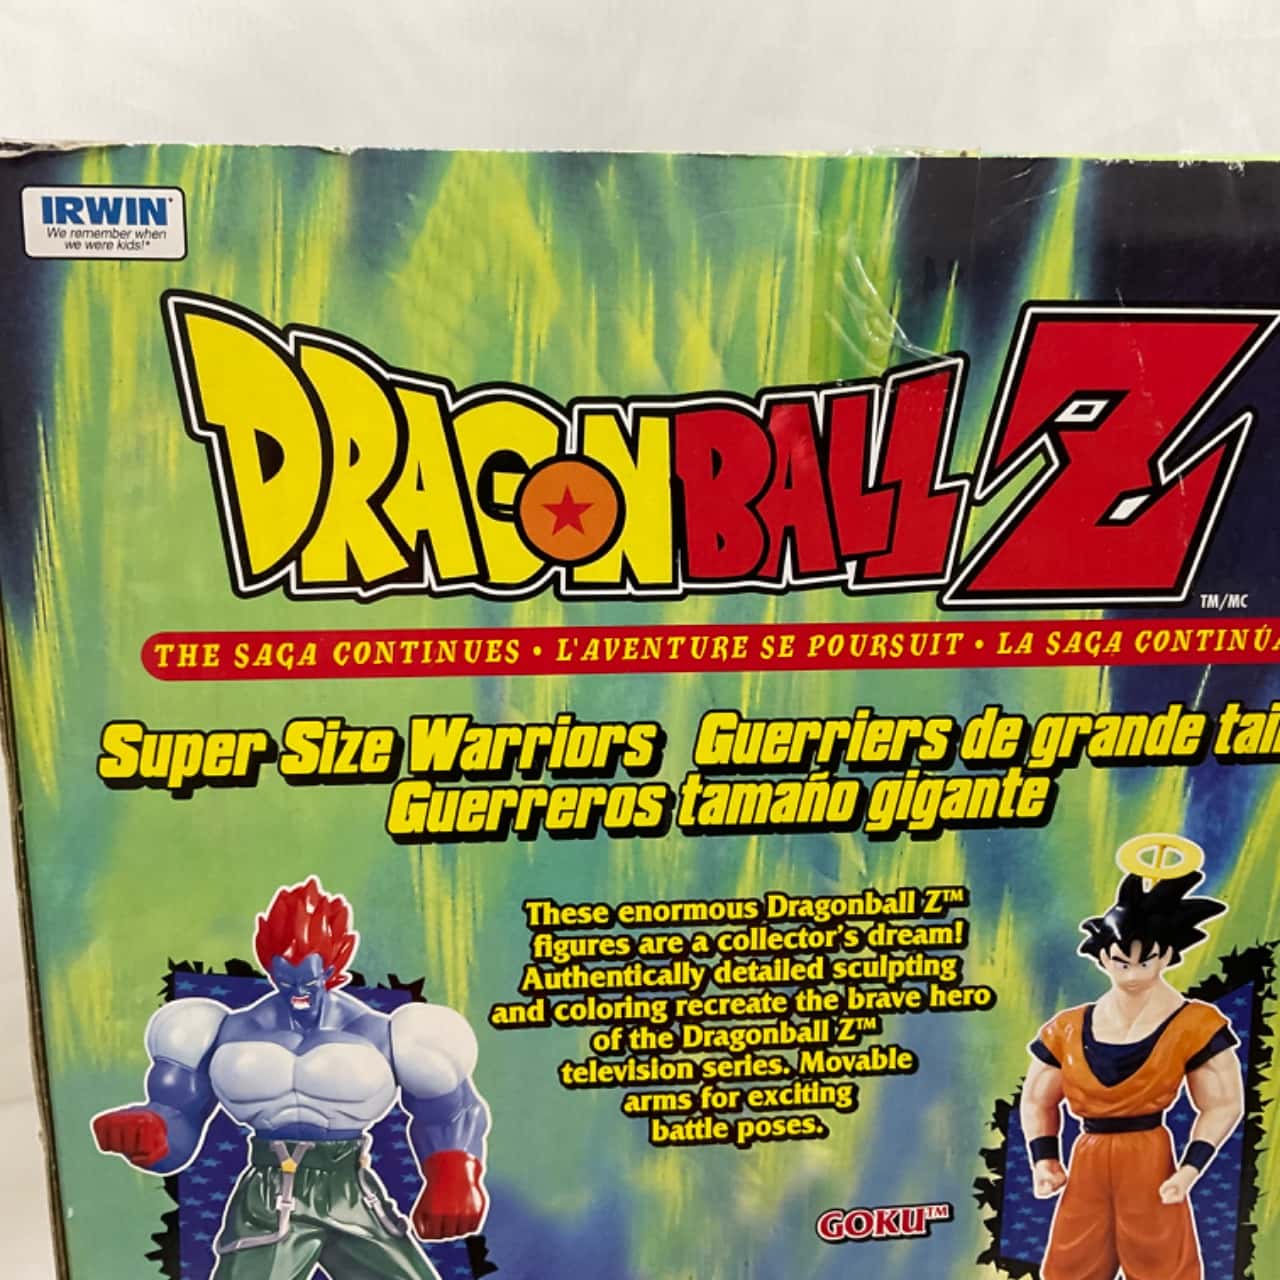 IRWIN
We remember when
we were kids!*
DRAGONBALL Z
TM/MC
THE SAGA CONTINUES • L'AVENTURE SE POURSUIT • LA SAGA
Super Size Warriors Guerriers de grande
Guerreros tamaño gigante
These enormous Dragonball Z™
figures are a collector's dream!
Authentically detailed sculpting
and coloring recreate the brave hero
of the Dragonball Z™
television series. Movable
arms for exciting
battle poses.
GOKU™